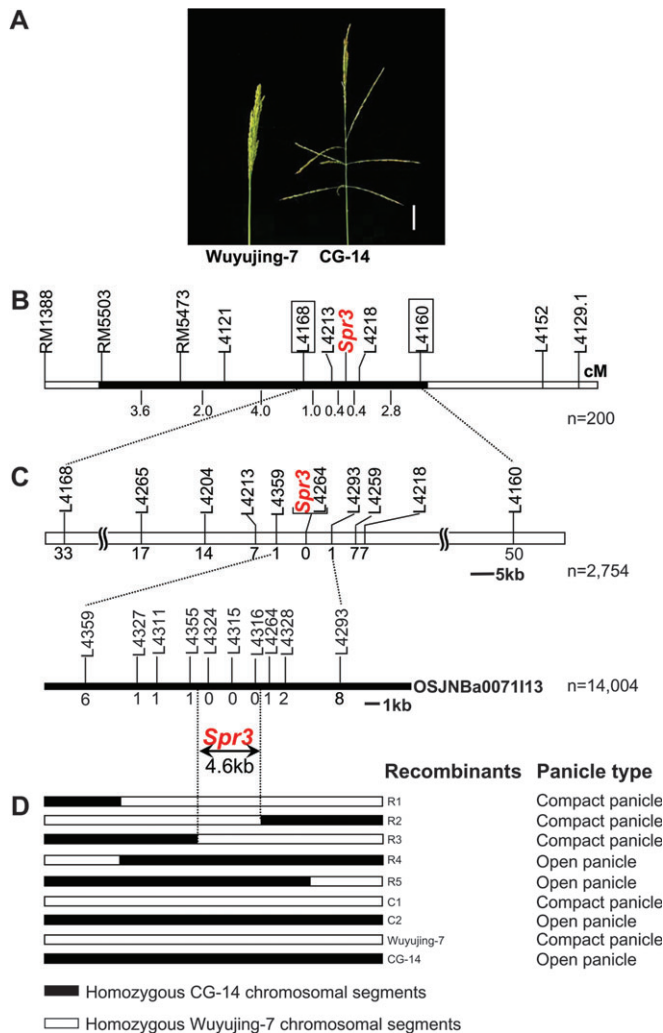 A
Wuyujing-7 CG-14
B
RM1388 RM5503 RM5473 L4121 L4168 L4213 Spr3 L4218 L4160 L4152 L4129.1
cM
3.6 2.0 4.0 1.0 0.4 0.4 2.8
n=200
C
L4168 L4265 L4204 L4213 L4359 Spr3 L4264 L4293 L4259 L4218 L4160
33 17 14 7 1 0 1 7 7 50
5kb
n=2,754
L4359 L4327 L4311 L4355 L4324 L4315 L4316 L4264 L4328 L4293
OSJNBa0071I13
n=14,004
6 1 1 1 0 0 0 1 2 8
1kb
Spr3
4.6kb
Recombinants Panicle type
D
R1 Compact panicle
R2 Compact panicle
R3 Compact panicle
R4 Open panicle
R5 Open panicle
C1 Compact panicle
C2 Open panicle
Wuyujing-7 Compact panicle
CG-14 Open panicle
Homozygous CG-14 chromosomal segments
Homozygous Wuyujing-7 chromosomal segments